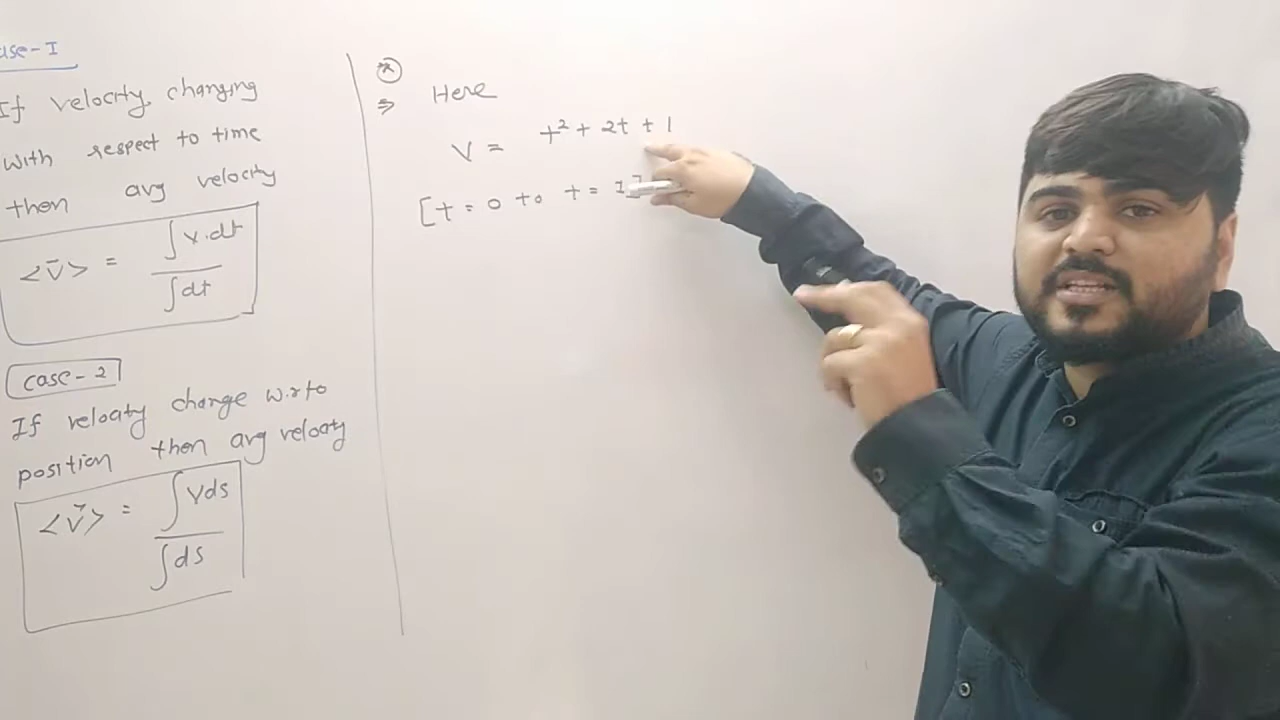 ase-I
If velocity changing
with respect to time
then avg velocity
<v̄> = ∫v.dt / ∫dt
case-2
If velocity change w.r.to
position then avg velocity
<v⃗> = ∫vds / ∫ds
*
⇒ Here
v = t² + 2t + 1
[t = 0 to t = 1]